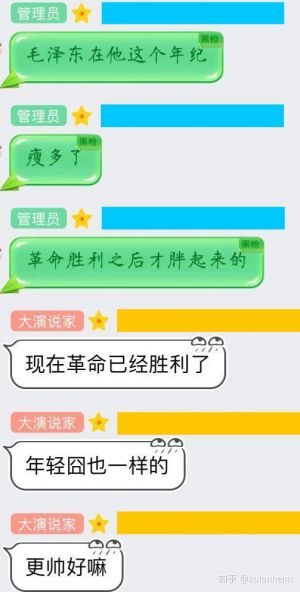 管理员
黑枪
毛泽东在他这个年纪
管理员
黑枪
瘦多了
管理员
黑枪
革命胜利之后才胖起来的
大演说家
现在革命已经胜利了
大演说家
年轻囧也一样的
大演说家
更帅好嘛
知乎 @kulonheim